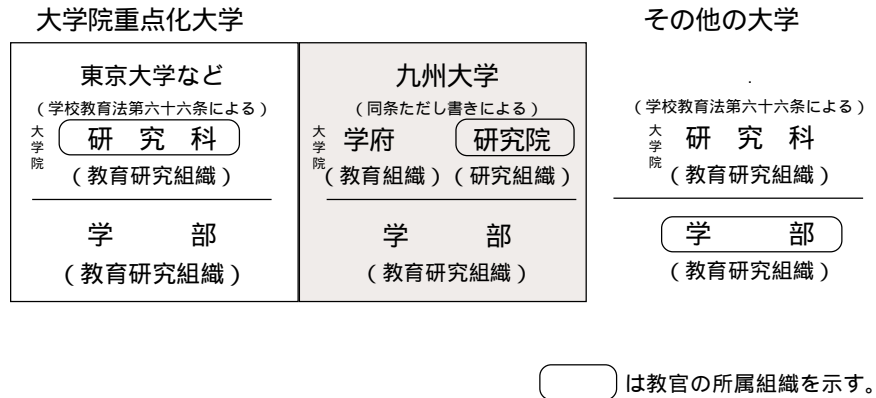 大学院重点化大学
東京大学など
(学校教育法第六十六条による)
大学院
研究科
(教育研究組織)
学部
(教育研究組織)
九州大学
(同条ただし書きによる)
大学院
学府 研究院
(教育組織)(研究組織)
学部
(教育研究組織)
その他の大学
(学校教育法第六十六条による)
大学院
研究科
(教育研究組織)
学部
(教育研究組織)
は教官の所属組織を示す。